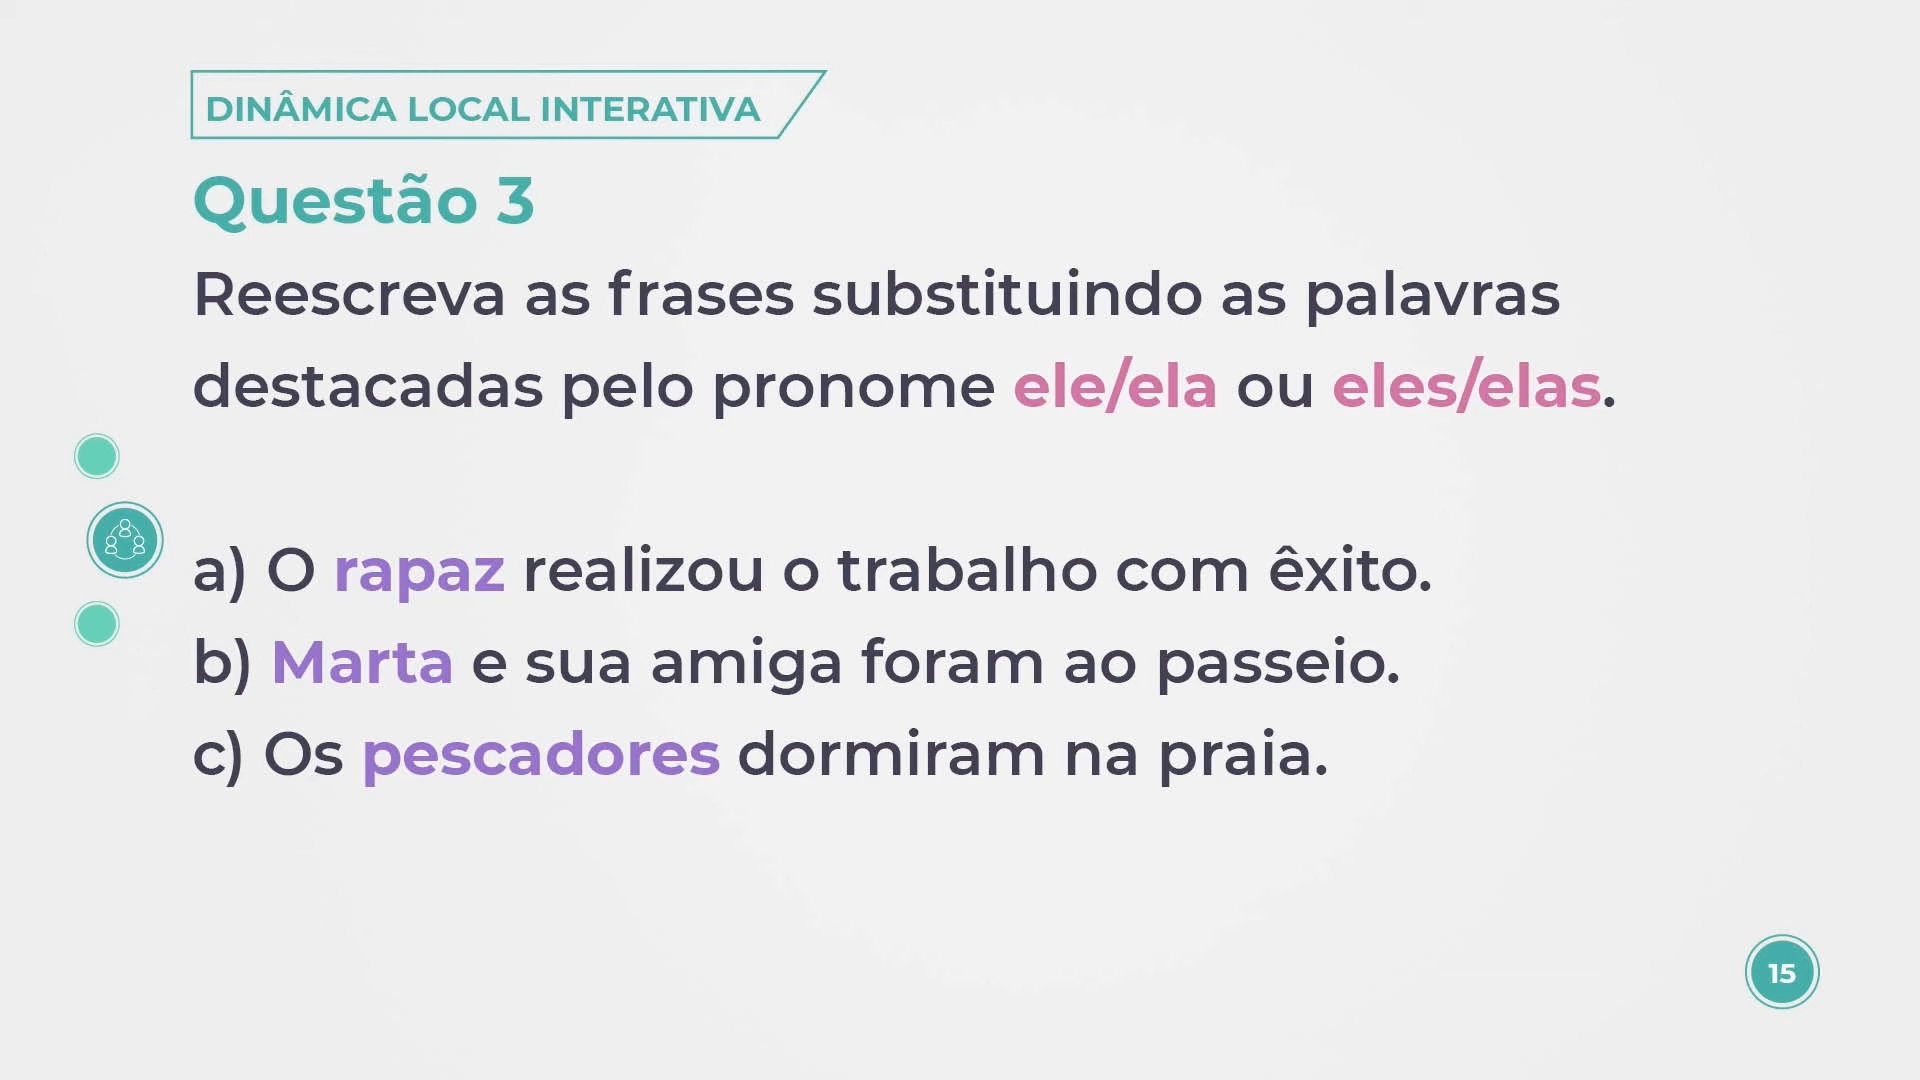 DINÂMICA LOCAL INTERATIVA
Questão 3
Reescreva as frases substituindo as palavras
destacadas pelo pronome ele/ela ou eles/elas.
a) O rapaz realizou o trabalho com êxito.
b) Marta e sua amiga foram ao passeio.
c) Os pescadores dormiram na praia.
15